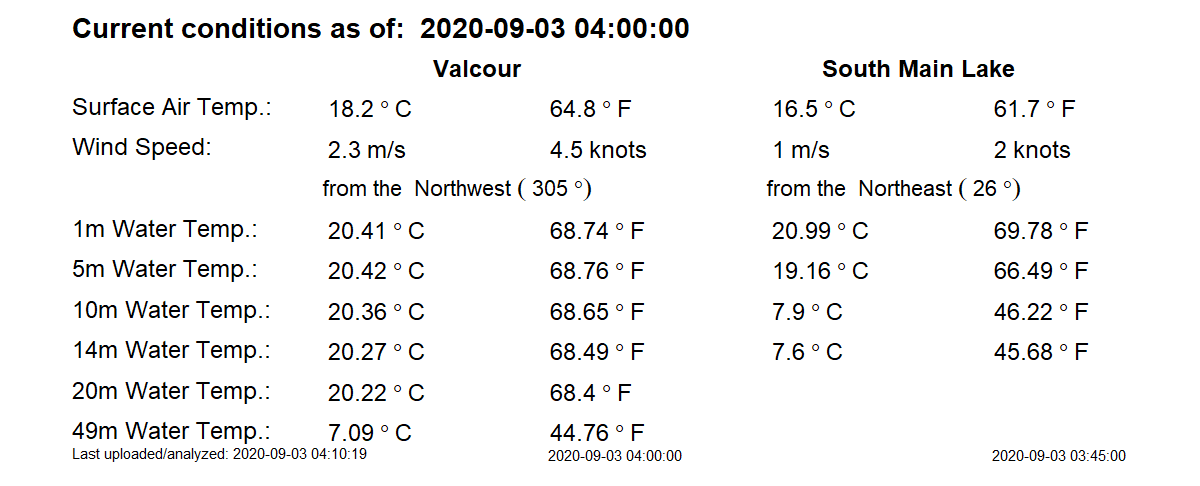 Current conditions as of: 2020-09-03 04:00:00
Valcour South Main Lake
Surface Air Temp.: 18.2 ° C 64.8 ° F 16.5 ° C 61.7 ° F
Wind Speed: 2.3 m/s 4.5 knots 1 m/s 2 knots
from the Northwest ( 305 °) from the Northeast ( 26 °)
1m Water Temp.: 20.41 ° C 68.74 ° F 20.99 ° C 69.78 ° F
5m Water Temp.: 20.42 ° C 68.76 ° F 19.16 ° C 66.49 ° F
10m Water Temp.: 20.36 ° C 68.65 ° F 7.9 ° C 46.22 ° F
14m Water Temp.: 20.27 ° C 68.49 ° F 7.6 ° C 45.68 ° F
20m Water Temp.: 20.22 ° C 68.4 ° F
49m Water Temp.: 7.09 ° C 44.76 ° F
Last uploaded/analyzed: 2020-09-03 04:10:19 2020-09-03 04:00:00 2020-09-03 03:45:00